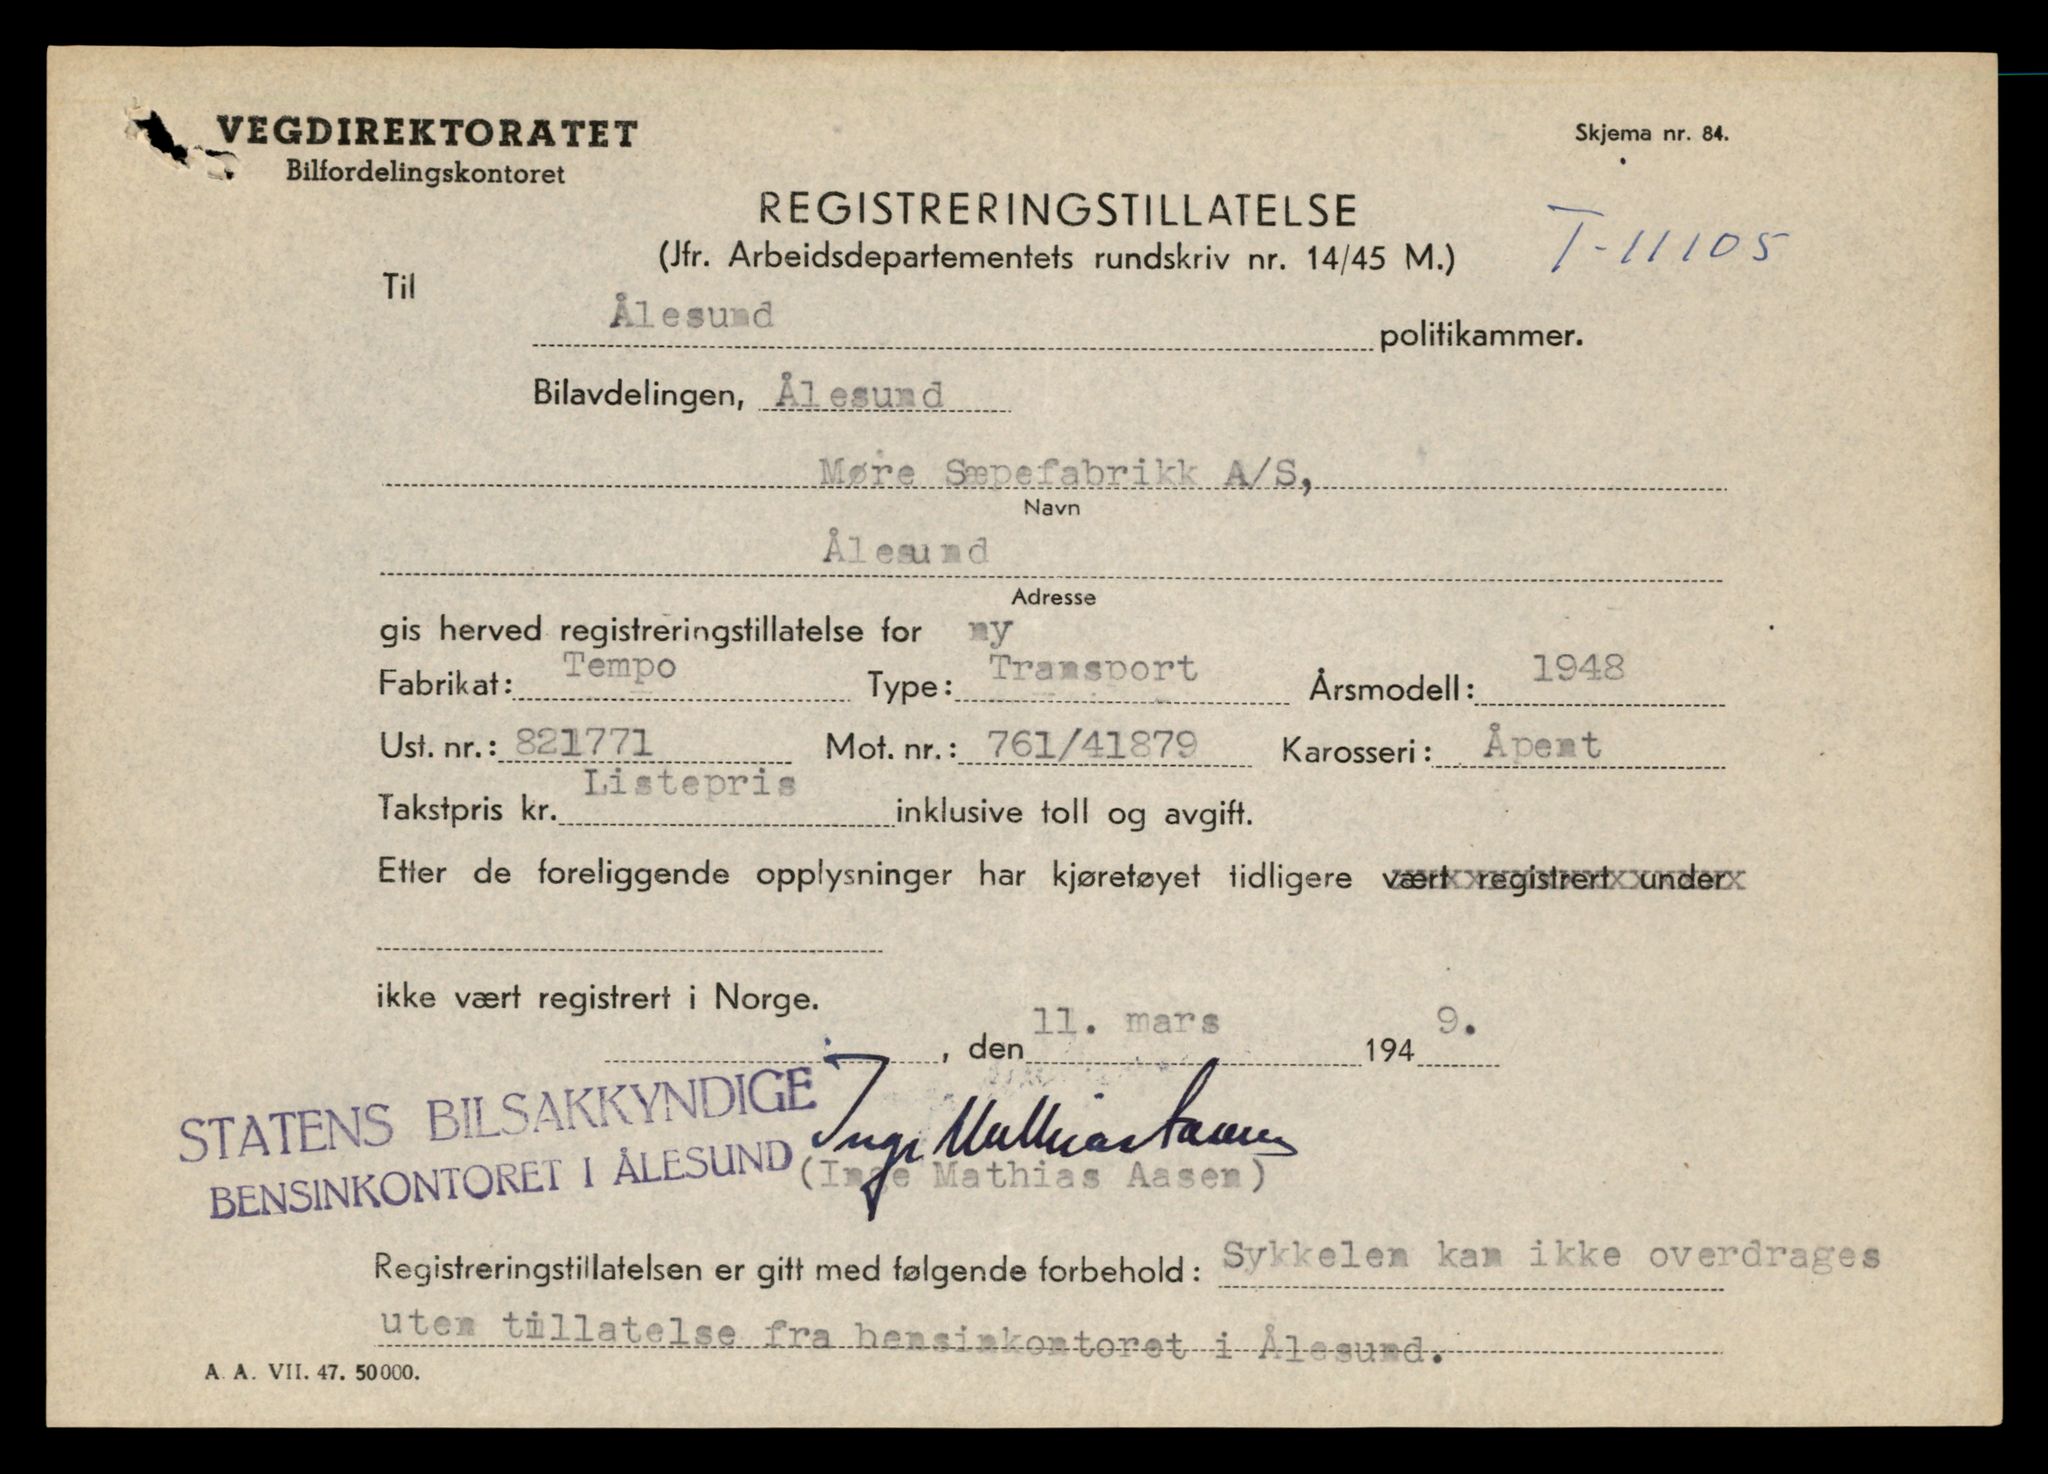 VEGDIREKTORATET
Bilfordelingskontoret
Skjema nr. 84.
REGISTRERINGSTILLATELSE
(Jfr. Arbeidsdepartementets rundskriv nr. 14/45 M.)
T-11105
Til
Ålesund politikammer.
Bilavdelingen, Ålesund
Møre Sæpefabrikk A/S,
Navn
Ålesund
Adresse
gis herved registreringstillatelse for ny
Fabrikat: Tempo Type: Transport Årsmodell: 1948
Ust. nr.: 821771 Mot. nr.: 761/41879 Karosseri: Åpent
Takstpris kr. Listepris inklusive toll og avgift.
Etter de foreliggende opplysninger har kjøretøyet tidligere vært registrert under
ikke vært registrert i Norge.
, den 11. mars 1949.
STATENS BILSAKKYNDIGE
BENSINKONTORET I ÅLESUND
Inge Mathias Aasen
(Inge Mathias Aasen)
Registreringstillatelsen er gitt med følgende forbehold: Sykkelen kan ikke overdrages
uten tillatelse fra bensinkontoret i Ålesund.
A. A. VII. 47. 50000.